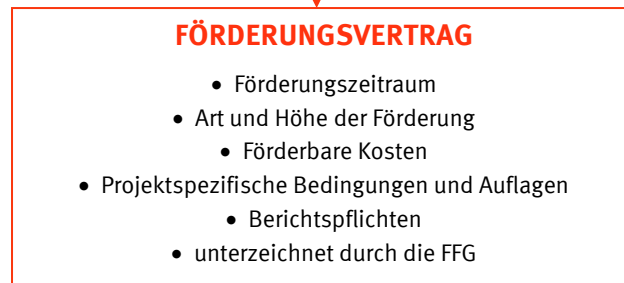 FÖRDERUNGSVERTRAG
• Förderungszeitraum
• Art und Höhe der Förderung
• Förderbare Kosten
• Projektspezifische Bedingungen und Auflagen
• Berichtspflichten
• unterzeichnet durch die FFG